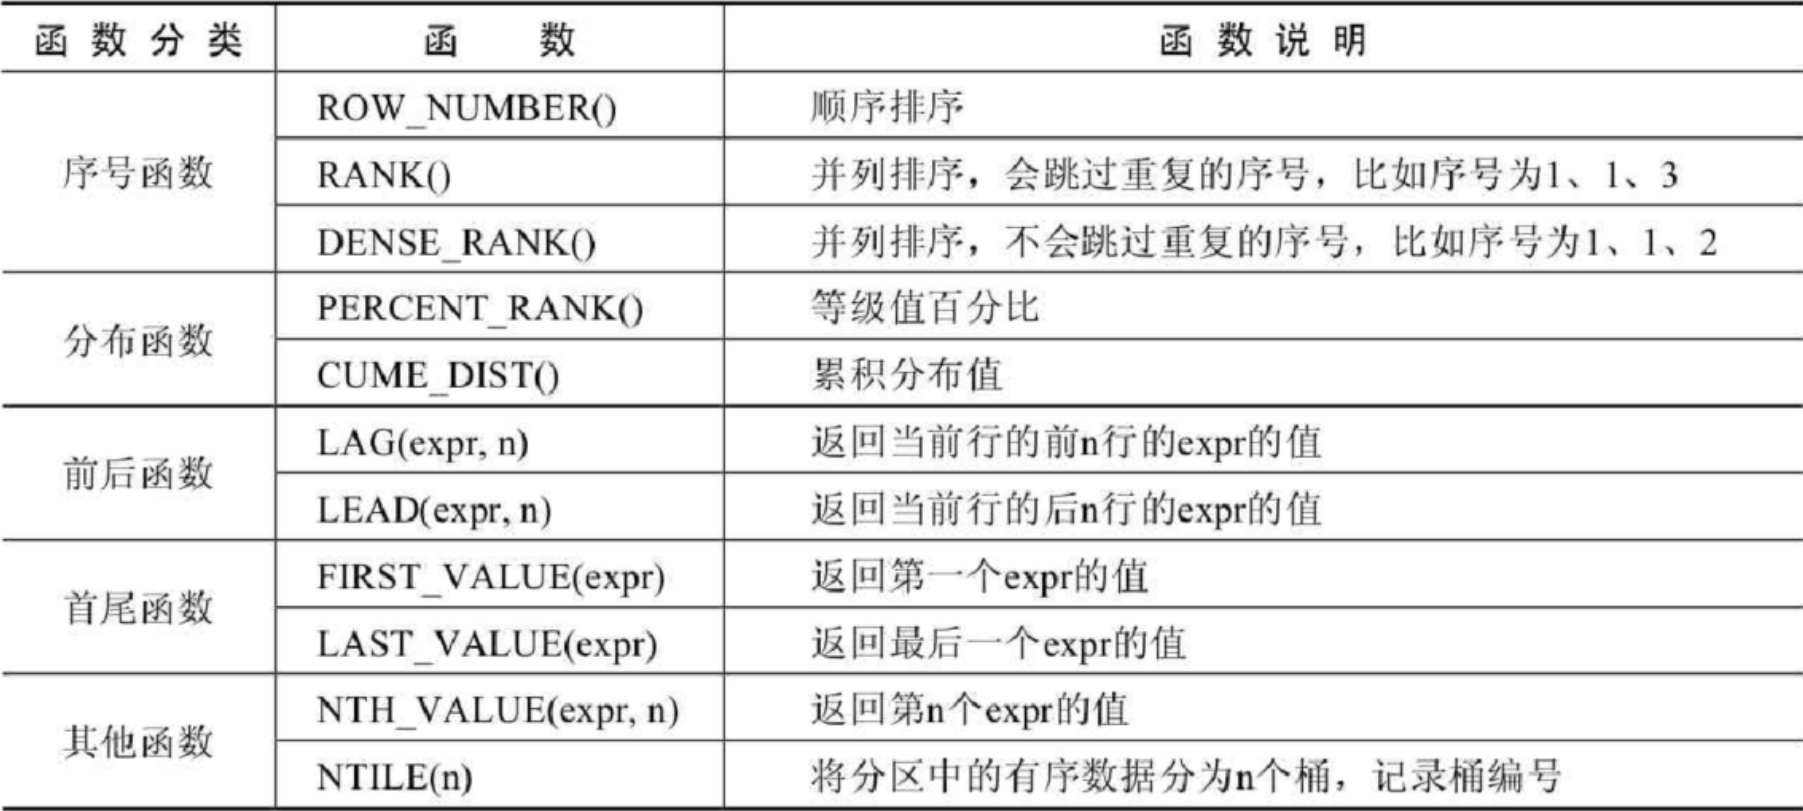 函数分类 函数 函数说明
序号函数 ROW_NUMBER() 顺序排序
RANK() 并列排序，会跳过重复的序号，比如序号为1、1、3
DENSE_RANK() 并列排序，不会跳过重复的序号，比如序号为1、1、2
分布函数 PERCENT_RANK() 等级值百分比
CUME_DIST() 累积分布值
前后函数 LAG(expr, n) 返回当前行的前n行的expr的值
LEAD(expr, n) 返回当前行的后n行的expr的值
首尾函数 FIRST_VALUE(expr) 返回第一个expr的值
LAST_VALUE(expr) 返回最后一个expr的值
其他函数 NTH_VALUE(expr, n) 返回第n个expr的值
NTILE(n) 将分区中的有序数据分为n个桶，记录桶编号